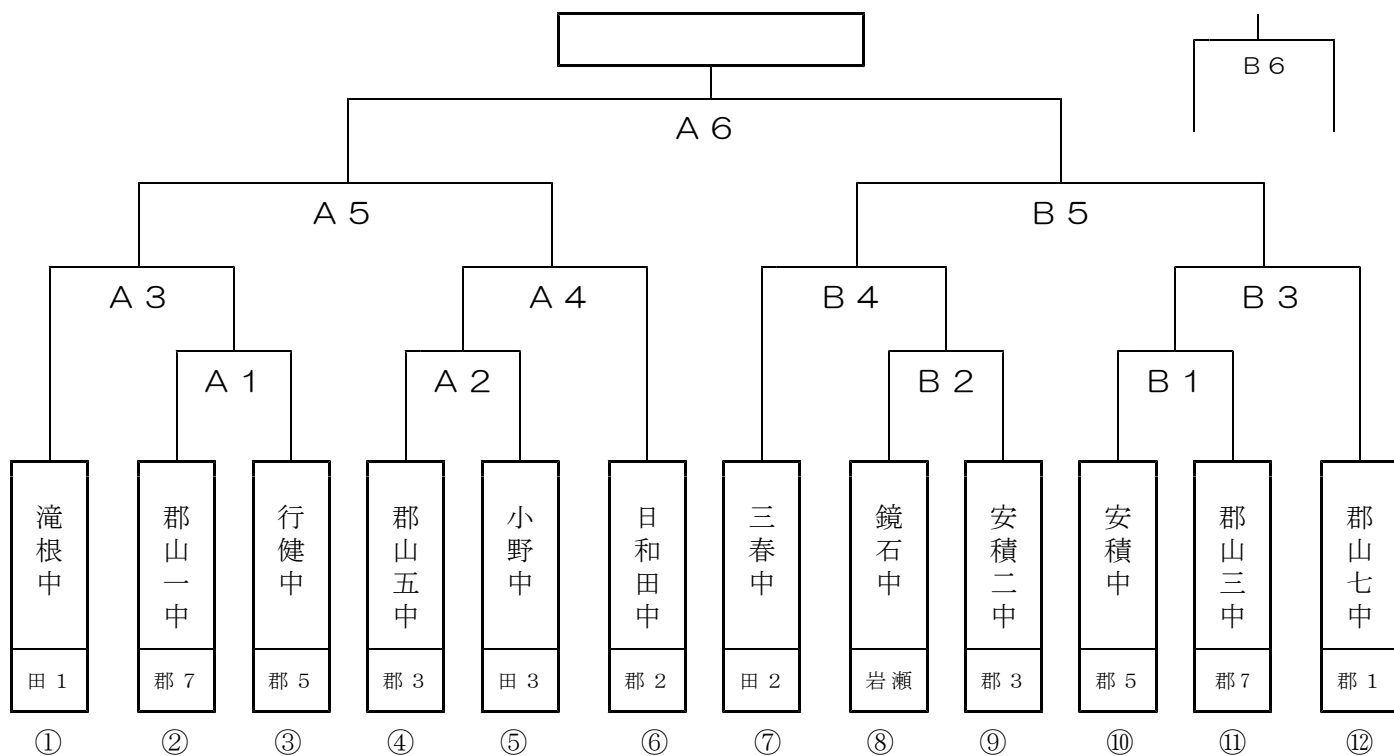 B6
A6
A5
B5
A3
A4
B4
B3
A1
A2
B2
B1
滝根中
郡山一中
行健中
郡山五中
小野中
日和田中
三春中
鏡石中
安積二中
安積中
郡山三中
郡山七中
田1
郡7
郡5
郡3
田3
郡2
田2
岩瀬
郡3
郡5
郡7
郡1
①
②
③
④
⑤
⑥
⑦
⑧
⑨
⑩
⑪
⑫